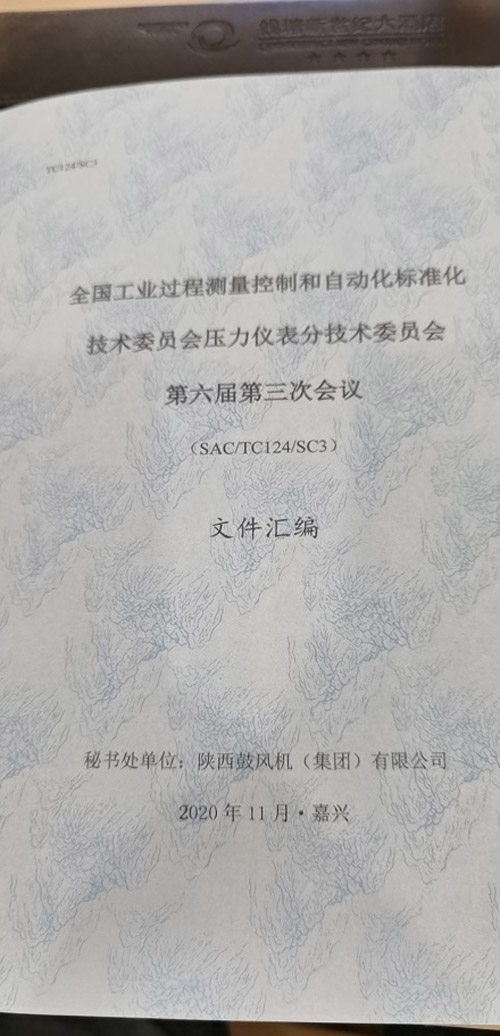 TC124/SC3
全国工业过程测量控制和自动化标准化
技术委员会压力仪表分技术委员会
第六届第三次会议
（SAC/TC124/SC3）
文件汇编
秘书处单位：陕西鼓风机（集团）有限公司
2020 年 11 月·嘉兴